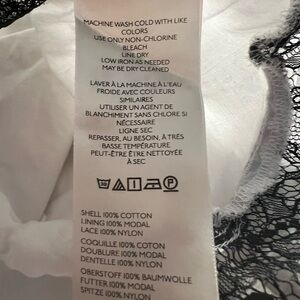 MACHINE WASH COLD WITH LIKE
COLORS
USE ONLY NON-CHLORINE
BLEACH
LINE DRY
LOW IRON AS NEEDED
MAY BE DRY CLEANED
LAVER À LA MACHINE À L'EAU
FROIDE AVEC COULEURS
SIMILAIRES
UTILISER UN AGENT DE
BLANCHIMENT SANS CHLORE SI
NÉCESSAIRE
LIGNE SEC
REPASSER, AU BESOIN, À TRÈS
BASSE TEMPÉRATURE
PEUT-ÊTRE ÊTRE NETTOYÉE
À SEC
30 P
SHELL 100% COTTON
LINING 100% MODAL
LACE 100% NYLON
COQUILLE 100% COTON
DOUBLURE 100% MODAL
DENTELLE 100% NYLON
OBERSTOFF 100% BAUMWOLLE
FUTTER 100% MODAL
SPITZE 100% NYLON